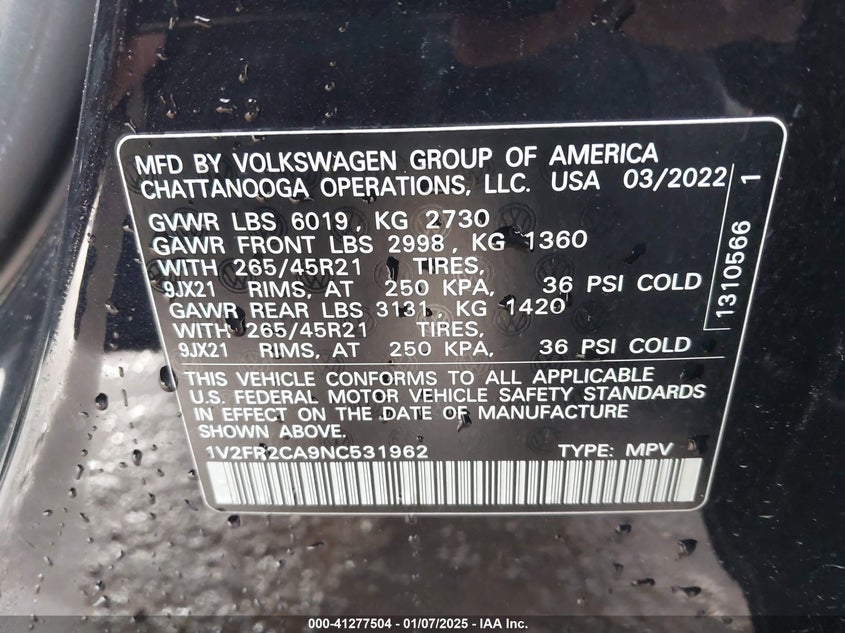 MFD BY VOLKSWAGEN GROUP OF AMERICA
CHATTANOOGA OPERATIONS, LLC. USA 03/2022
GVWR LBS 6019, KG 2730
GAWR FRONT LBS 2998, KG 1360
WITH 265/45R21 TIRES,
9JX21 RIMS, AT 250 KPA, 36 PSI COLD
GAWR REAR LBS 3131, KG 1420
WITH 265/45R21 TIRES,
9JX21 RIMS, AT 250 KPA, 36 PSI COLD
THIS VEHICLE CONFORMS TO ALL APPLICABLE
U.S. FEDERAL MOTOR VEHICLE SAFETY STANDARDS
IN EFFECT ON THE DATE OF MANUFACTURE
SHOWN ABOVE.
1V2FR2CA9NC531962 TYPE: MPV
1310566 1
000-41277504 - 01/07/2025 - IAA Inc.